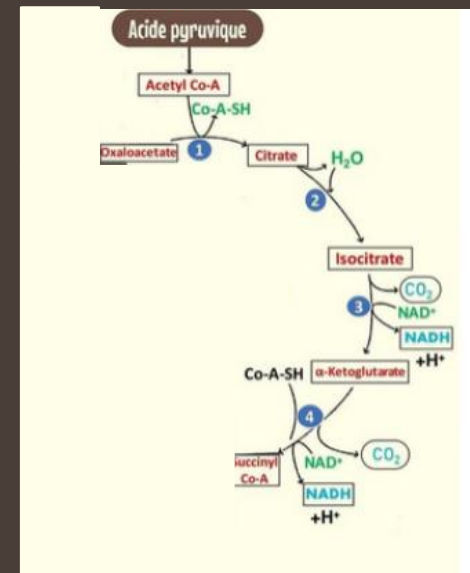 Acide pyruvique
Acetyl Co-A
Co-A-SH
Oxaloacetate
1
Citrate
H₂O
2
Isocitrate
CO₂
3
NAD⁺
NADH
+H⁺
Co-A-SH
α-Ketoglutarate
4
uccinyl
Co-A
NAD⁺
CO₂
NADH
+H⁺